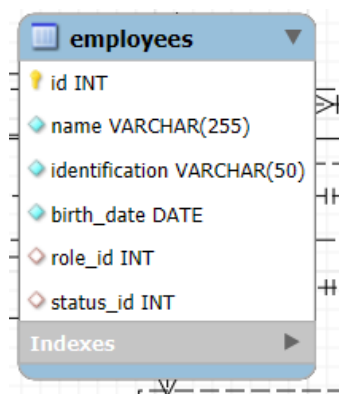 employees
id INT
name VARCHAR(255)
identification VARCHAR(50)
birth_date DATE
role_id INT
status_id INT
Indexes